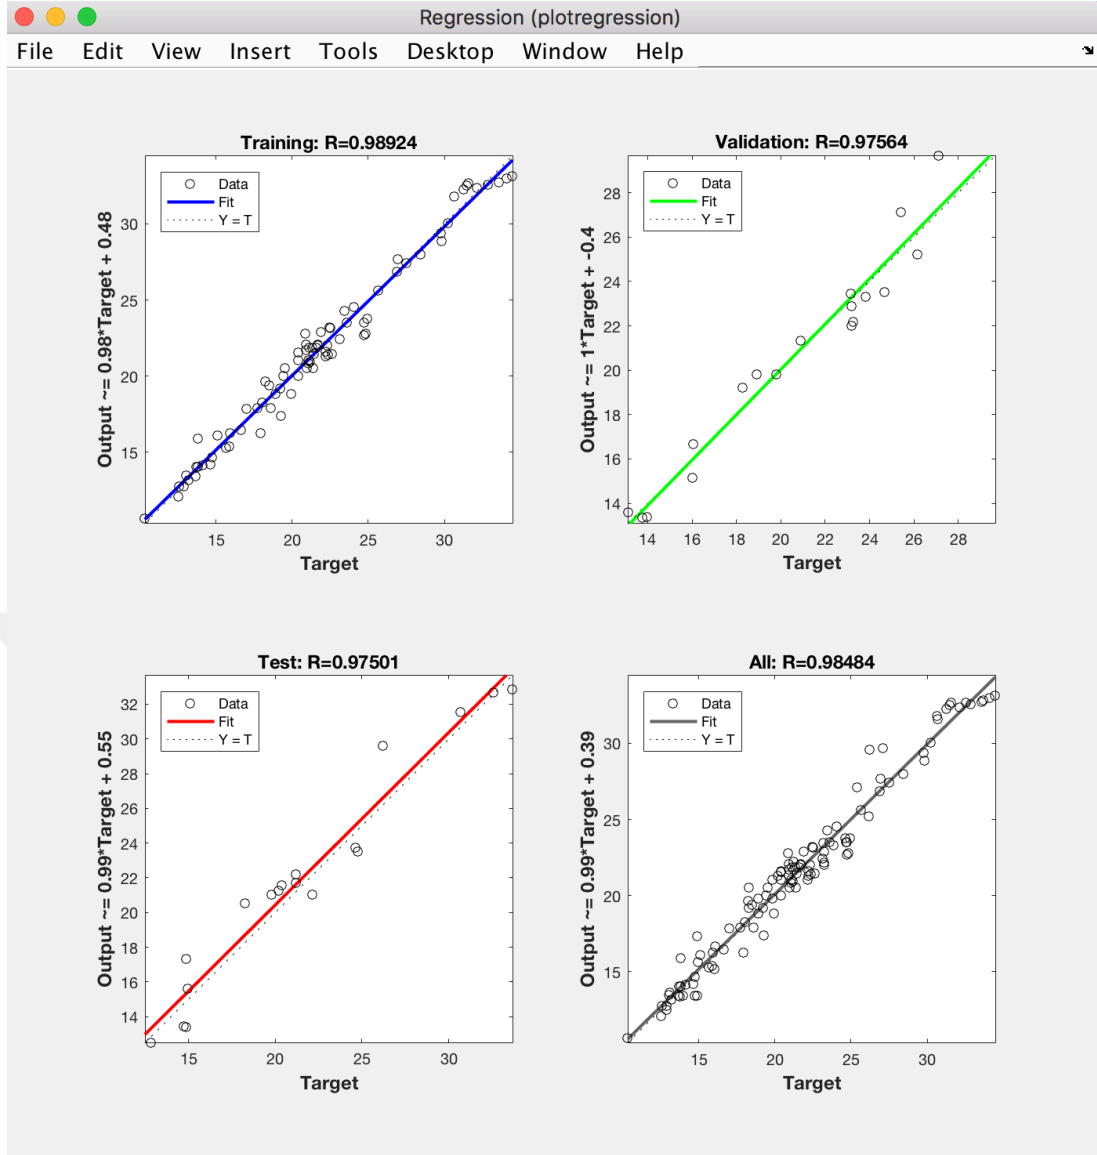 Regression (plotregression)
File Edit View Insert Tools Desktop Window Help
Training: R=0.98924
Data
Fit
Y = T
Output ~= 0.98*Target + 0.48
30
25
20
15
15 20 25 30
Target
Validation: R=0.97564
Data
Fit
Y = T
Output ~= 1*Target + -0.4
28
26
24
22
20
18
16
14
14 16 18 20 22 24 26 28
Target
Test: R=0.97501
Data
Fit
Y = T
Output ~= 0.99*Target + 0.55
32
30
28
26
24
22
20
18
16
14
15 20 25 30
Target
All: R=0.98484
Data
Fit
Y = T
Output ~= 0.99*Target + 0.39
30
25
20
15
15 20 25 30
Target